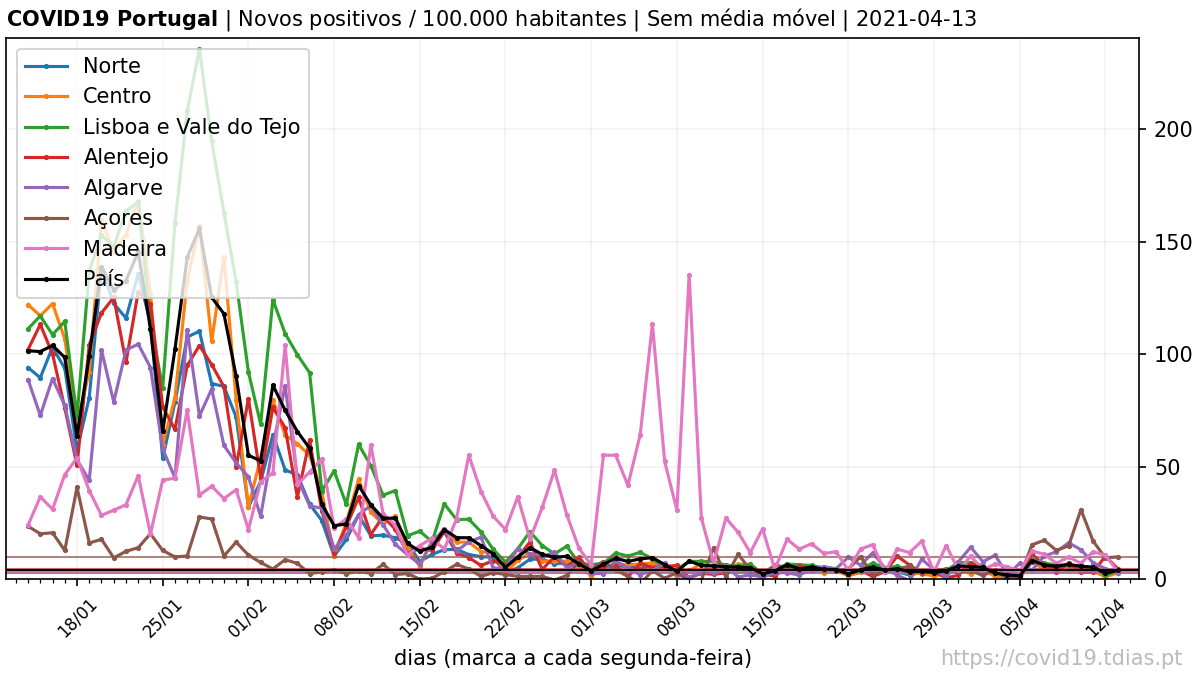 COVID19 Portugal | Novos positivos / 100.000 habitantes | Sem média móvel | 2021-04-13
Norte
Centro
Lisboa e Vale do Tejo
Alentejo
Algarve
Açores
Madeira
País
200
150
100
50
0
18/01 25/01 01/02 08/02 15/02 22/02 01/03 08/03 15/03 22/03 29/03 05/04 12/04
dias (marca a cada segunda-feira)
https://covid19.tdias.pt